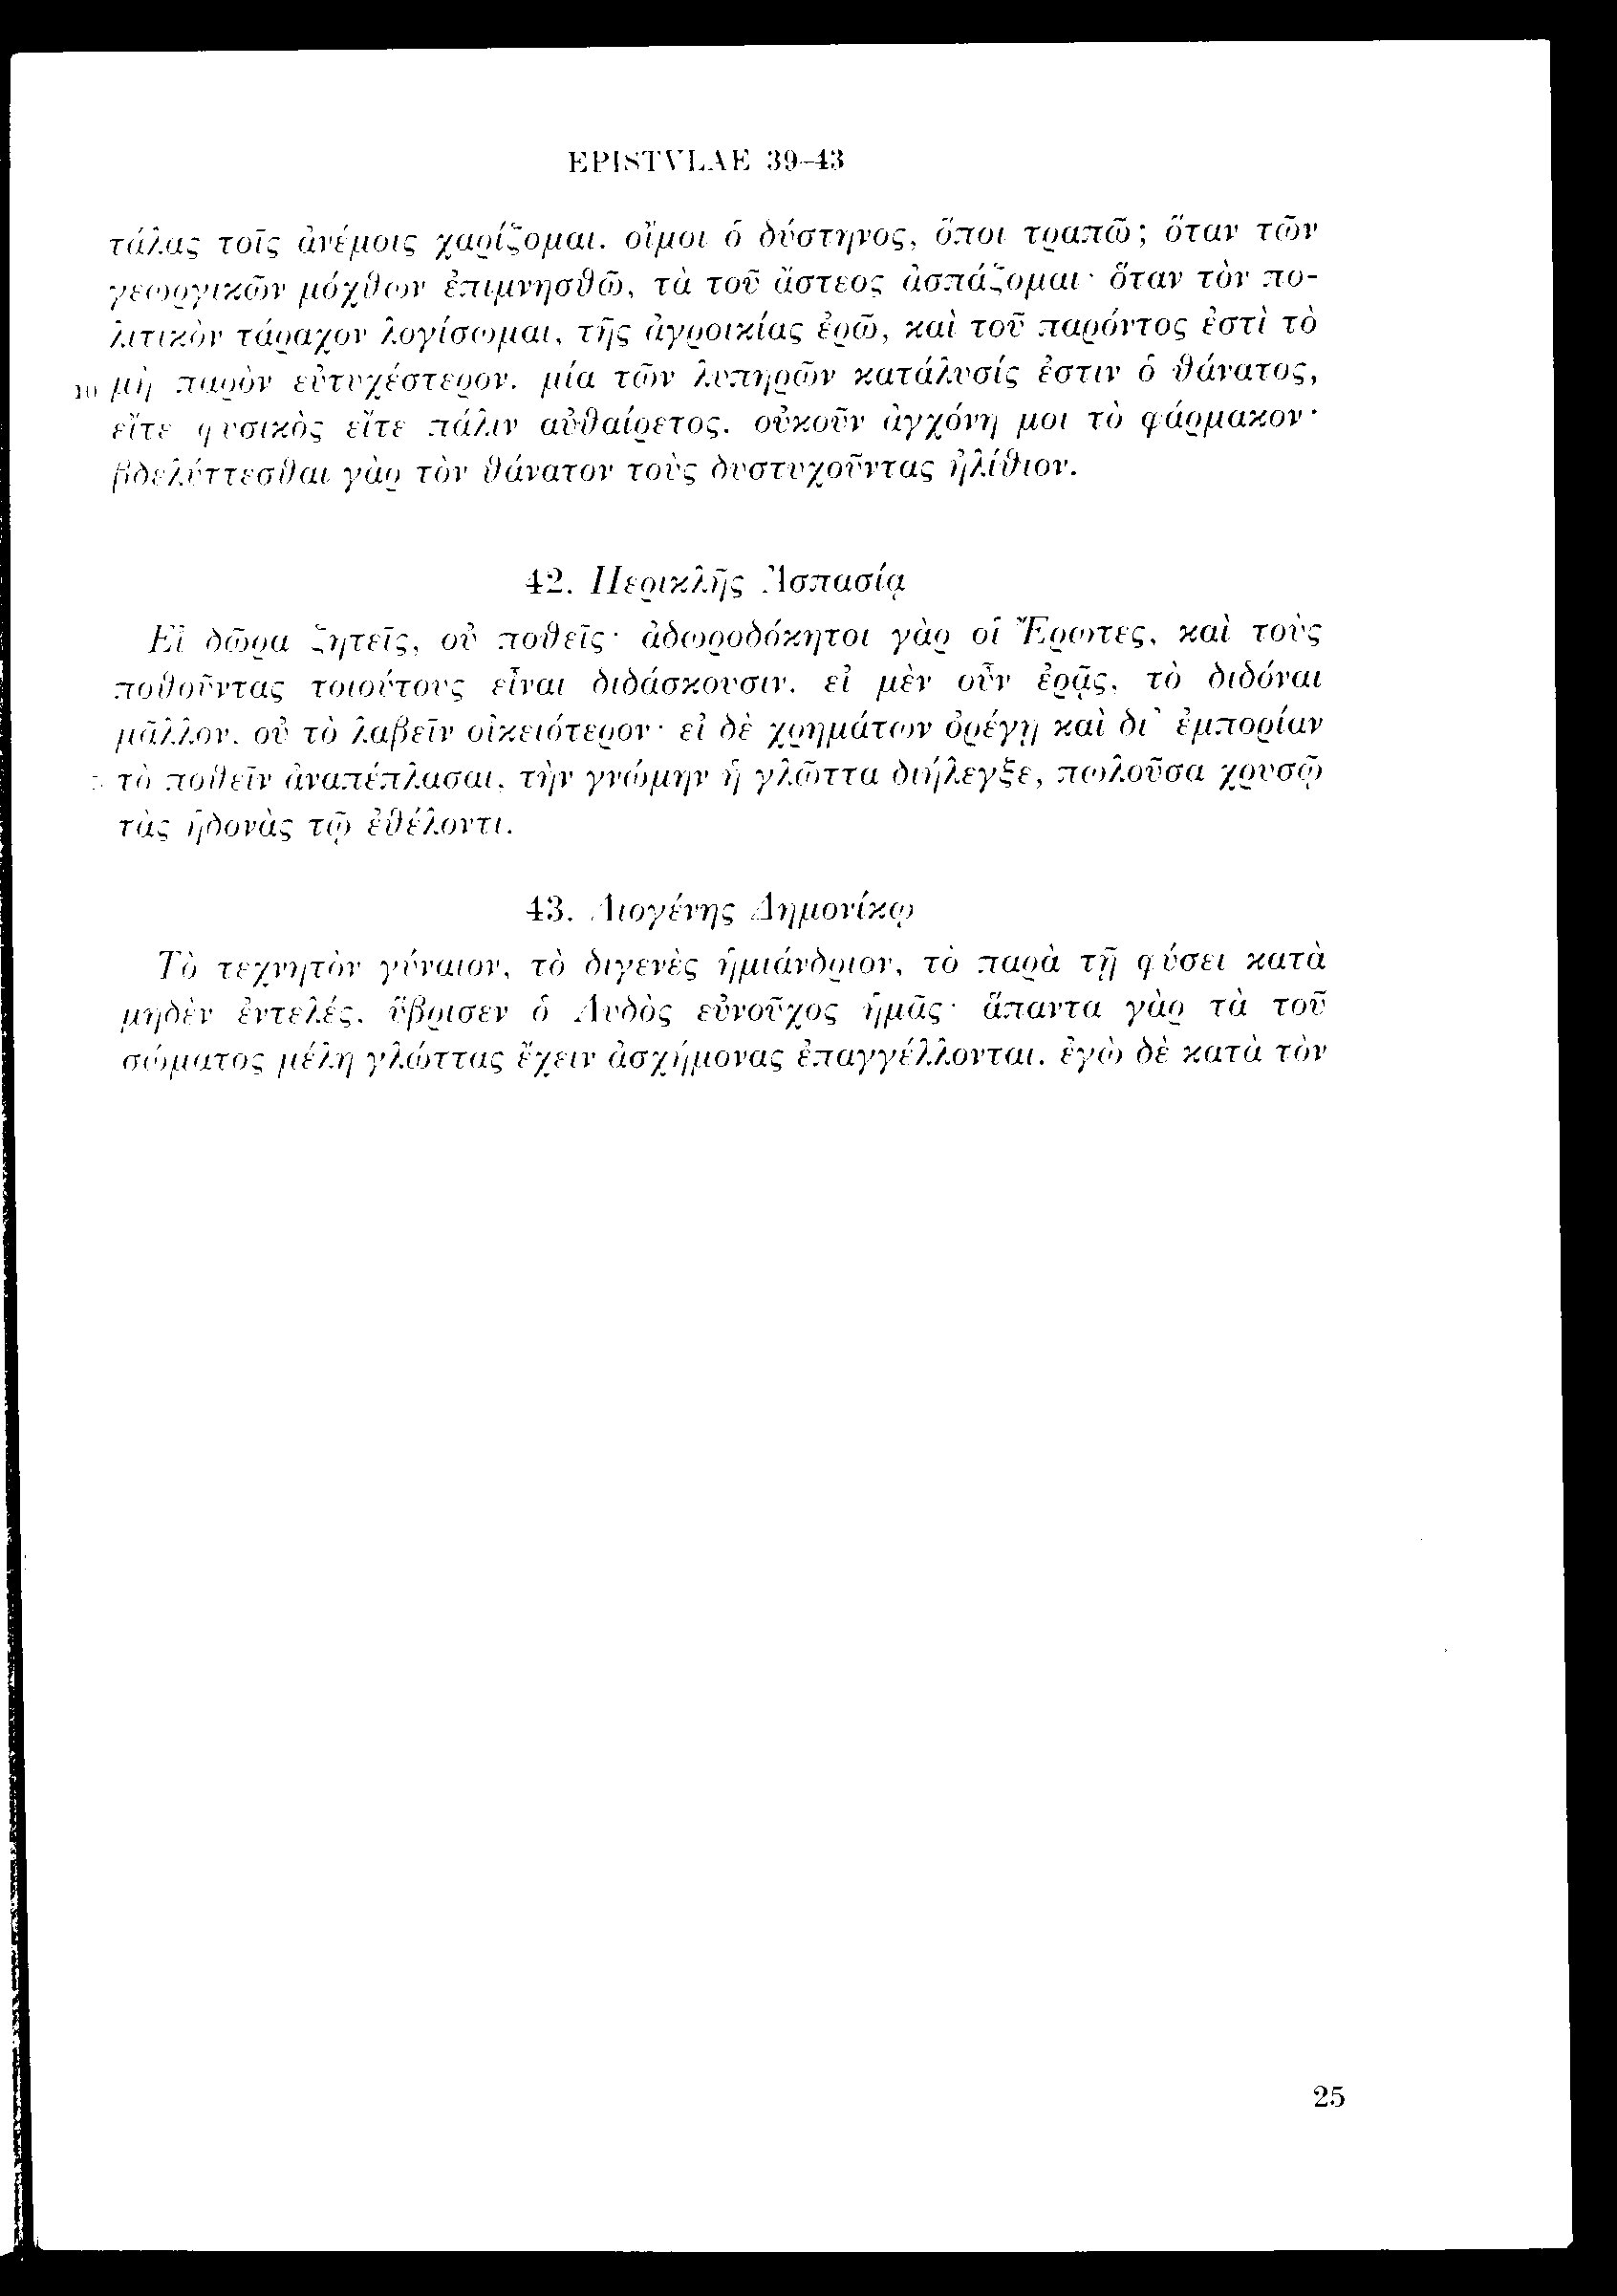 EPISTVLAE 39–43
τάλας τοῖς ἀνέμοις χαρίζομαι. οἴμοι ὁ δύστηνος, ὅποι τραπῶ; ὅταν τῶν
γεωργικῶν μόχθων ἐπιμνησθῶ, τὰ τοῦ ἄστεος ἀσπάζομαι· ὅταν τὸν πο-
λιτικὸν τάραχον λογίσωμαι, τῆς ἀγροικίας ἐρῶ, καὶ τοῦ παρόντος ἐστὶ τὸ
10 μὴ παρὸν εὐτυχέστερον. μία τῶν λυπηρῶν κατάλυσίς ἐστιν ὁ θάνατος,
εἴτε φυσικὸς εἴτε πάλιν αὐθαίρετος. οὐκοῦν ἀγχόνη μοι τὸ φάρμακον·
βδελύττεσθαι γὰρ τὸν θάνατον τοὺς δυστυχοῦντας ἠλίθιον.
42. Περικλῆς Ἀσπασίᾳ
Εἰ δῶρα ζητεῖς, οὐ ποθεῖς· ἀδωροδόκητοι γὰρ οἱ Ἔρωτες, καὶ τοὺς
ποθοῦντας τοιούτους εἶναι διδάσκουσιν. εἰ μὲν οὖν ἐρᾷς, τὸ διδόναι
μᾶλλον, οὐ τὸ λαβεῖν οἰκειότερον· εἰ δὲ χρημάτων ὀρέγῃ καὶ δι᾽ ἐμπορίαν
5 τὸ ποθεῖν ἀναπέπλασαι, τὴν γνώμην ἡ γλῶττα διήλεγξε, πωλοῦσα χρυσῷ
τὰς ἡδονὰς τῷ ἐθέλοντι.
43. Διογένης Δημονίκῳ
Τὸ τεχνητὸν γύναιον, τὸ διγενὲς ἡμιάνδριον, τὸ παρὰ τῇ φύσει κατὰ
μηδὲν ἐντελές, ὕβρισεν ὁ Λυδὸς εὐνοῦχος ἡμᾶς· ἅπαντα γὰρ τὰ τοῦ
σώματος μέλη γλώττας ἔχειν ἀσχήμονας ἐπαγγέλλονται. ἐγὼ δὲ κατὰ τὸν
25